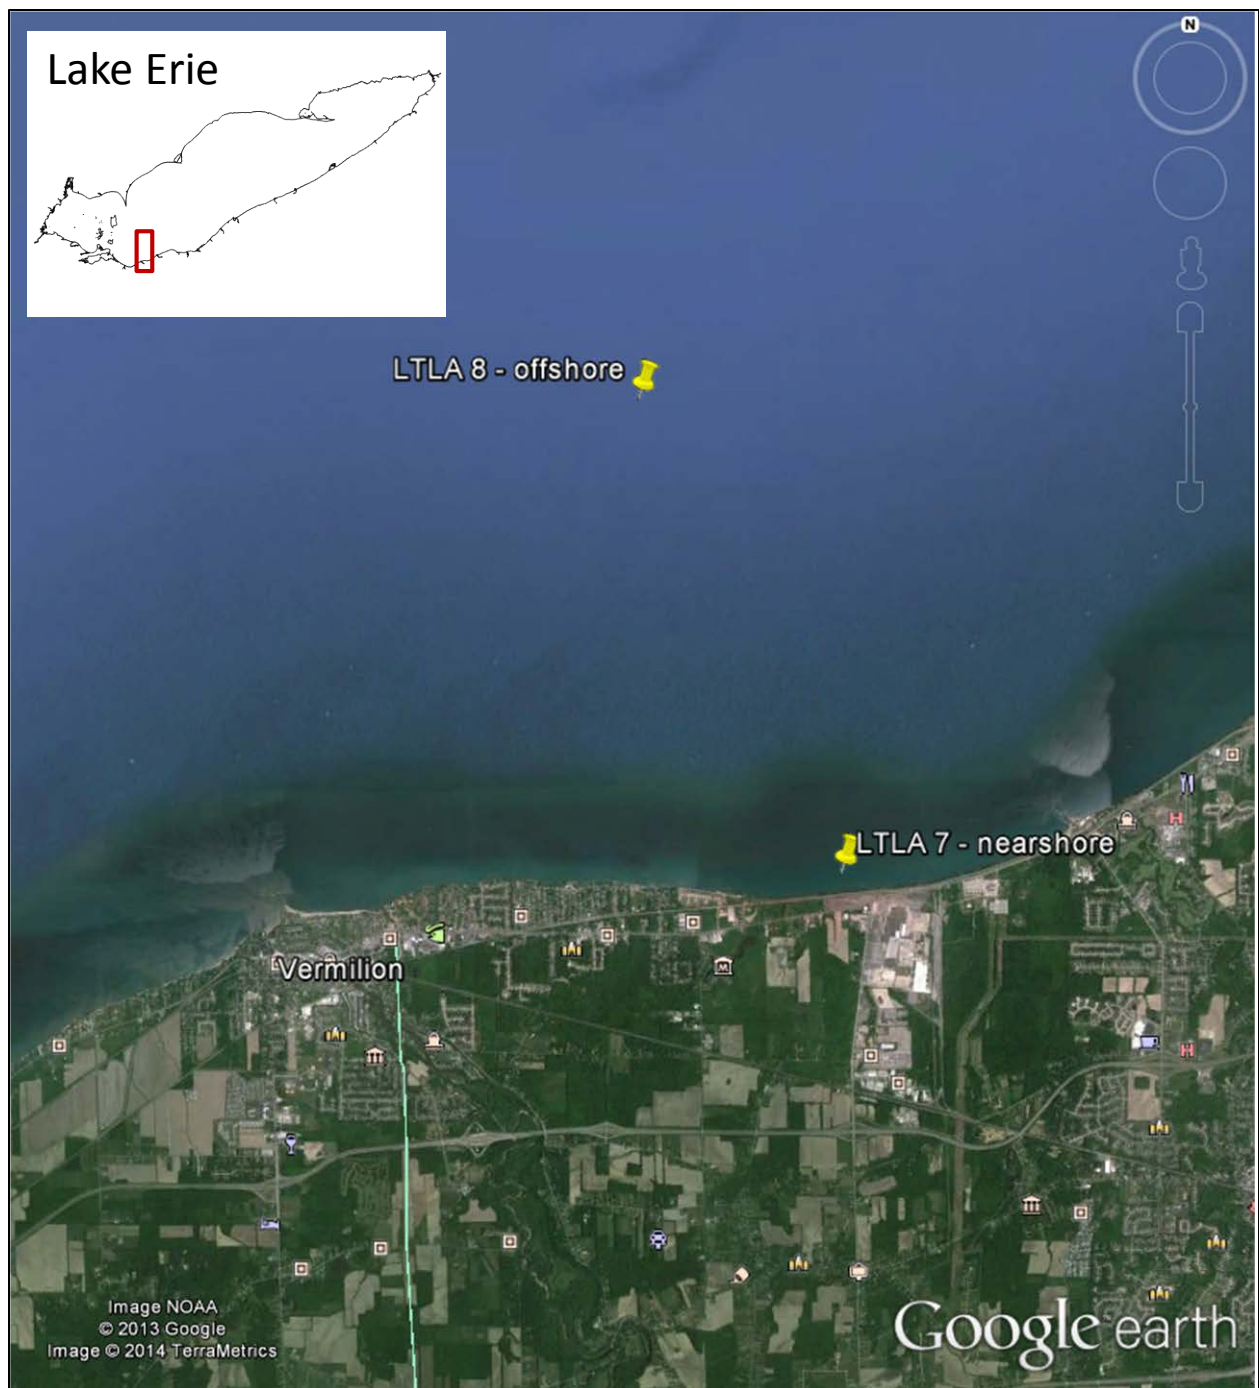 N
Lake Erie
LTLA 8 - offshore
LTLA 7 - nearshore
Vermilion
Image NOAA
© 2013 Google
Image © 2014 TerraMetrics
Google earth